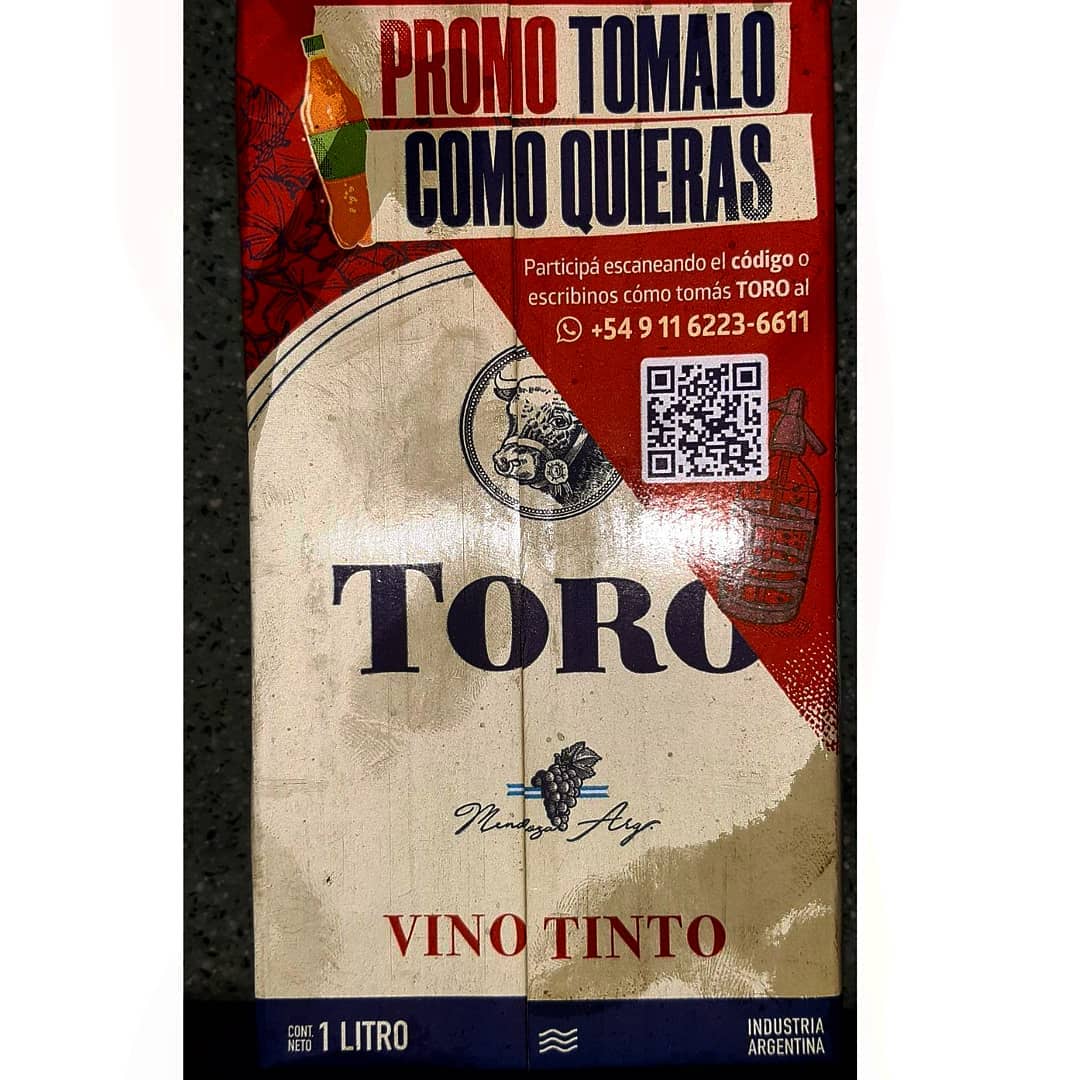 PROMO TOMALO
COMO QUIERAS
Participá escaneando el código o
escribinos cómo tomás TORO al
+54 9 11 6223-6611
TORO
Mendoza Arg.
VINO TINTO
CONT.
NETO 1 LITRO
INDUSTRIA
ARGENTINA